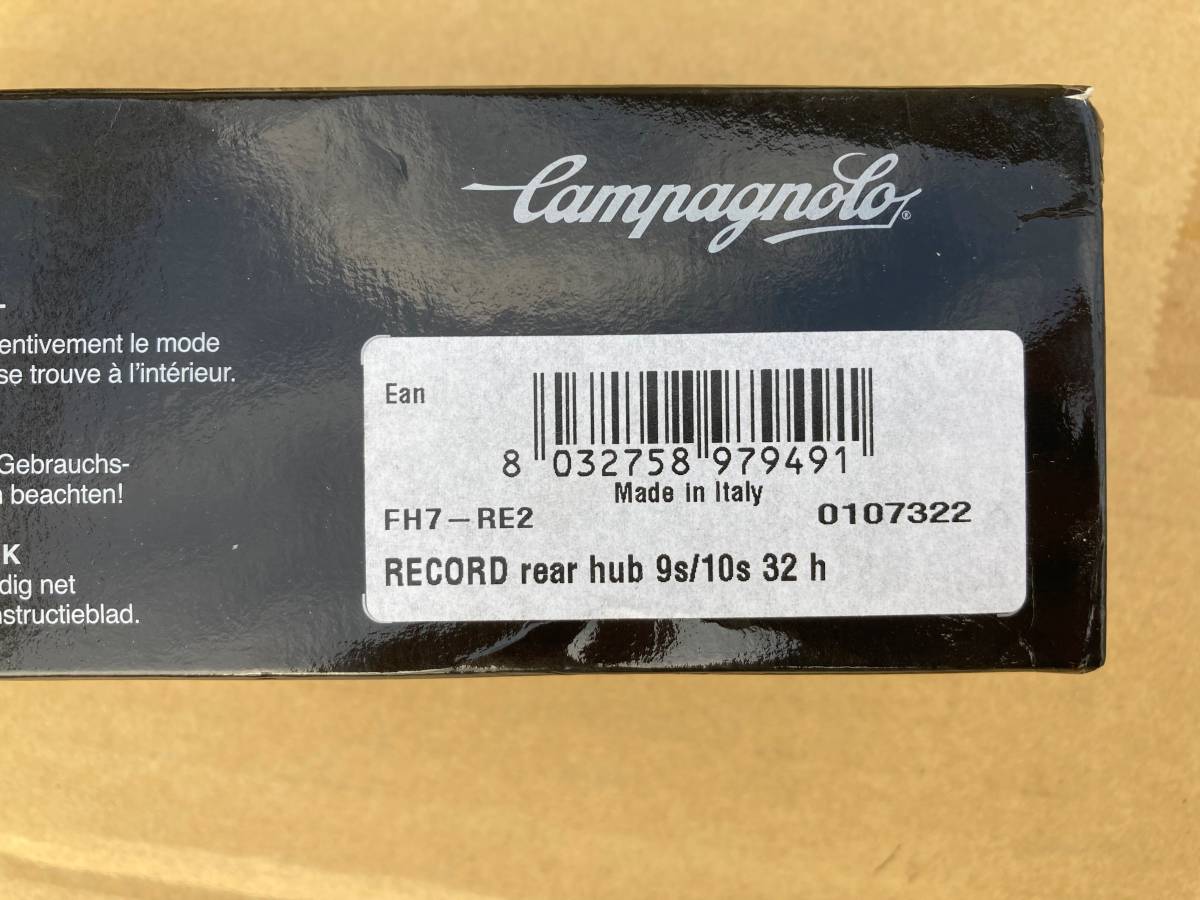 Campagnolo®
entivement le mode
se trouve à l'intérieur.
Gebrauchs-
beachten!
K
dig net
structieblad.
Ean
8 032758 979491
Made in Italy
FH7-RE2 0107322
RECORD rear hub 9s/10s 32 h